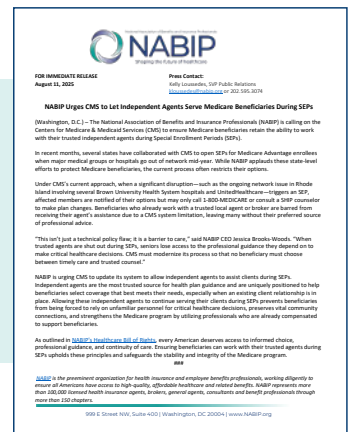 NABIP
Shaping the future of healthcare
FOR IMMEDIATE RELEASE
August 11, 2025
Press Contact:
Kelly Loussedes, SVP Public Relations
kloussedes@nabip.org or 202.595.3074
NABIP Urges CMS to Let Independent Agents Serve Medicare Beneficiaries During SEPs
(Washington, D.C.) – The National Association of Benefits and Insurance Professionals (NABIP) is calling on the
Centers for Medicare & Medicaid Services (CMS) to ensure Medicare beneficiaries retain the ability to work
with their trusted independent agents during Special Enrollment Periods (SEPs).
In recent months, several states have collaborated with CMS to open SEPs for Medicare Advantage enrollees
when major medical groups or hospitals go out of network mid-year. While NABIP applauds these state-level
efforts to protect Medicare beneficiaries, the current process often restricts their options.
Under CMS's current approach, when a significant disruption—such as the ongoing network issue in Rhode
Island involving several Brown University Health System hospitals and UnitedHealthcare—triggers an SEP,
affected members are notified of their options but may only call 1-800-MEDICARE or consult a SHIP counselor
to make plan changes. Beneficiaries who already work with a trusted local agent or broker are barred from
receiving their agent's assistance due to a CMS system limitation, leaving many without their preferred source
of professional advice.
"This isn't just a technical policy flaw; it is a barrier to care," said NABIP CEO Jessica Brooks-Woods. "When
trusted agents are shut out during SEPs, seniors lose access to the professional guidance they depend on to
make critical healthcare decisions. CMS must modernize its process so that no beneficiary must choose
between timely care and trusted counsel."
NABIP is urging CMS to update its system to allow independent agents to assist clients during SEPs.
Independent agents are the most trusted source for health plan guidance and are uniquely positioned to help
beneficiaries select coverage that best meets their needs, especially when an existing client relationship is in
place. Allowing these agents to continue serving their clients during SEPs prevents beneficiaries
from being forced to rely on unfamiliar personnel for critical healthcare decisions, preserves vital community
connections, and strengthens the Medicare program by utilizing professionals who are already compensated
to support beneficiaries.
As outlined in NABIP's Healthcare Bill of Rights, every American deserves access to informed choice,
professional guidance, and continuity of care. Ensuring beneficiaries can work with their trusted agents during
SEPs upholds these principles and safeguards the stability and integrity of the Medicare program.
###
NABIP is the preeminent organization for health insurance and employee benefits professionals, working diligently to
ensure all Americans have access to high-quality, affordable healthcare and related benefits. NABIP represents more
than 100,000 licensed health insurance agents, brokers, general agents, consultants and benefit professionals through
more than 150 chapters.
999 E Street NW, Suite 400 | Washington, DC 20004 | www.NABIP.org